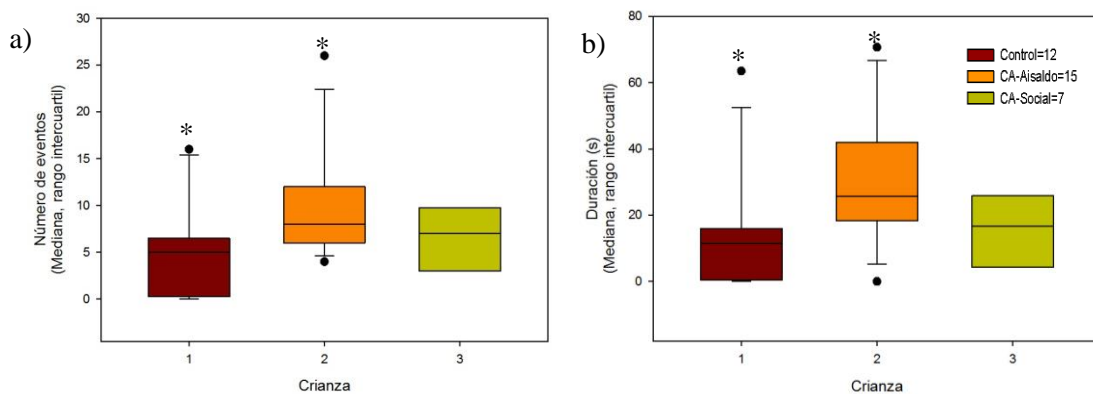 a)
Número de eventos
(Mediana, rango intercuartil)
30
25
20
15
10
5
0
*
*
1
2
3
Crianza
b)
Duración (s)
(Mediana, rango intercuartil)
80
60
40
20
0
*
*
Control=12
CA-Aisaldo=15
CA-Social=7
1
2
3
Crianza